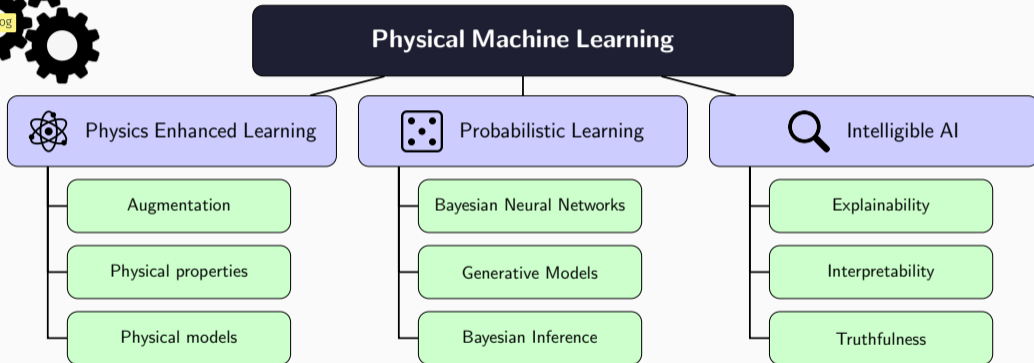 og
Physical Machine Learning
Physics Enhanced Learning
Probabilistic Learning
Intelligible AI
Augmentation
Bayesian Neural Networks
Explainability
Physical properties
Generative Models
Interpretability
Physical models
Bayesian Inference
Truthfulness